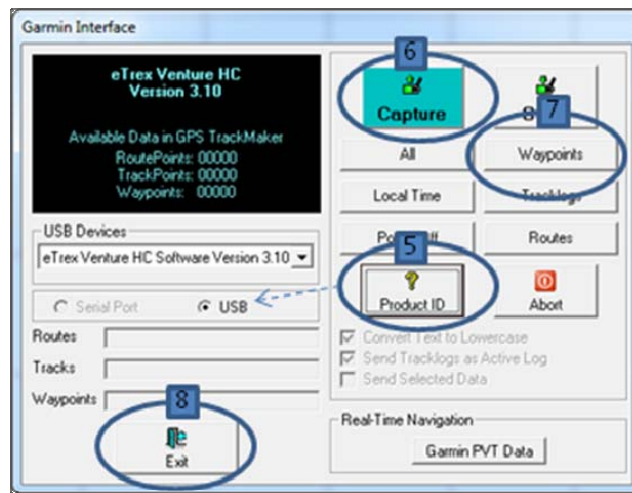 Garmin Interface
eTrex Venture HC
Version 3.10
Available Data in GPS TrackMaker
RoutePoints: 00000
TrackPoints: 00000
Waypoints: 00000
USB Devices
eTrex Venture HC Software Version 3.10
Serial Port
USB
Routes
Tracks
Waypoints
8
Exit
6
Capture
7
All
Waypoints
Local Time
Tracklogs
5
Routes
Product ID
Abort
Convert Text to Lowercase
Send Tracklogs as Active Log
Send Selected Data
Real-Time Navigation
Garmin PVT Data